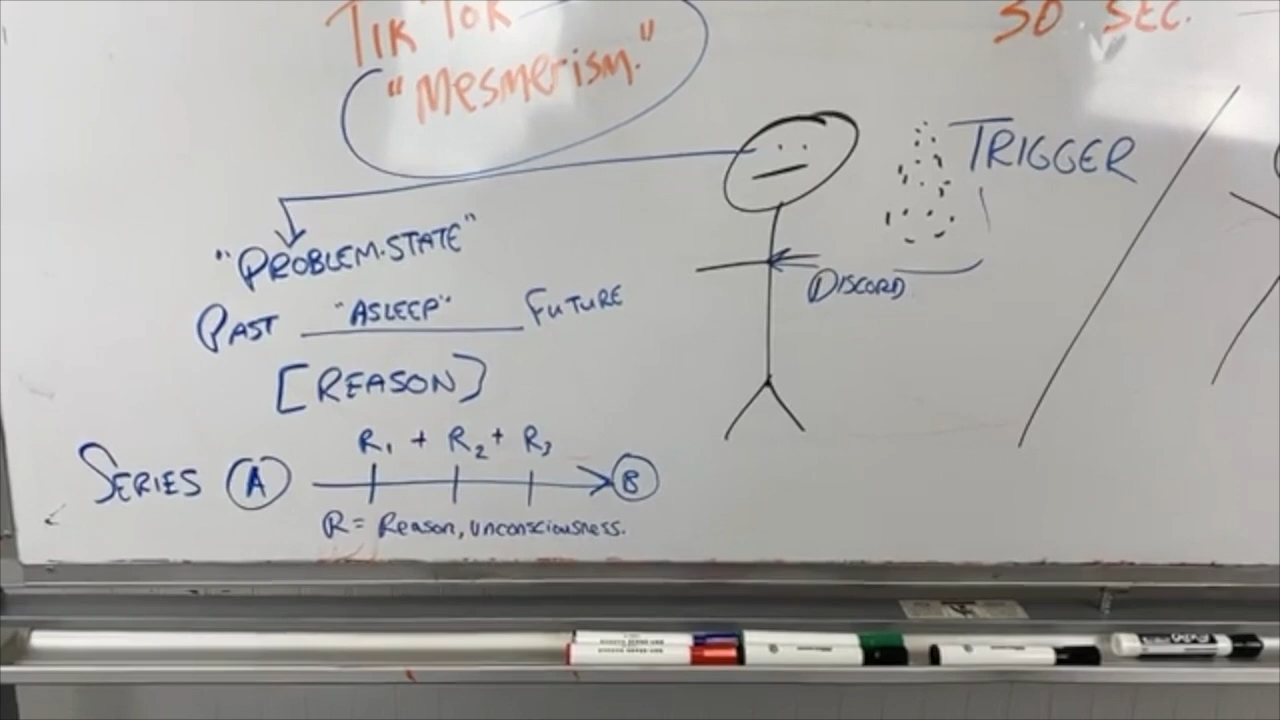 TIK TOK
"Mesmerism."
30 SEC.
TRIGGER
DISCORD
"PROBLEM-STATE"
PAST "ASLEEP" FUTURE
[REASON]
R1 + R2 + R3
SERIES A B
R = Reason, unconsciousness.
EXPO